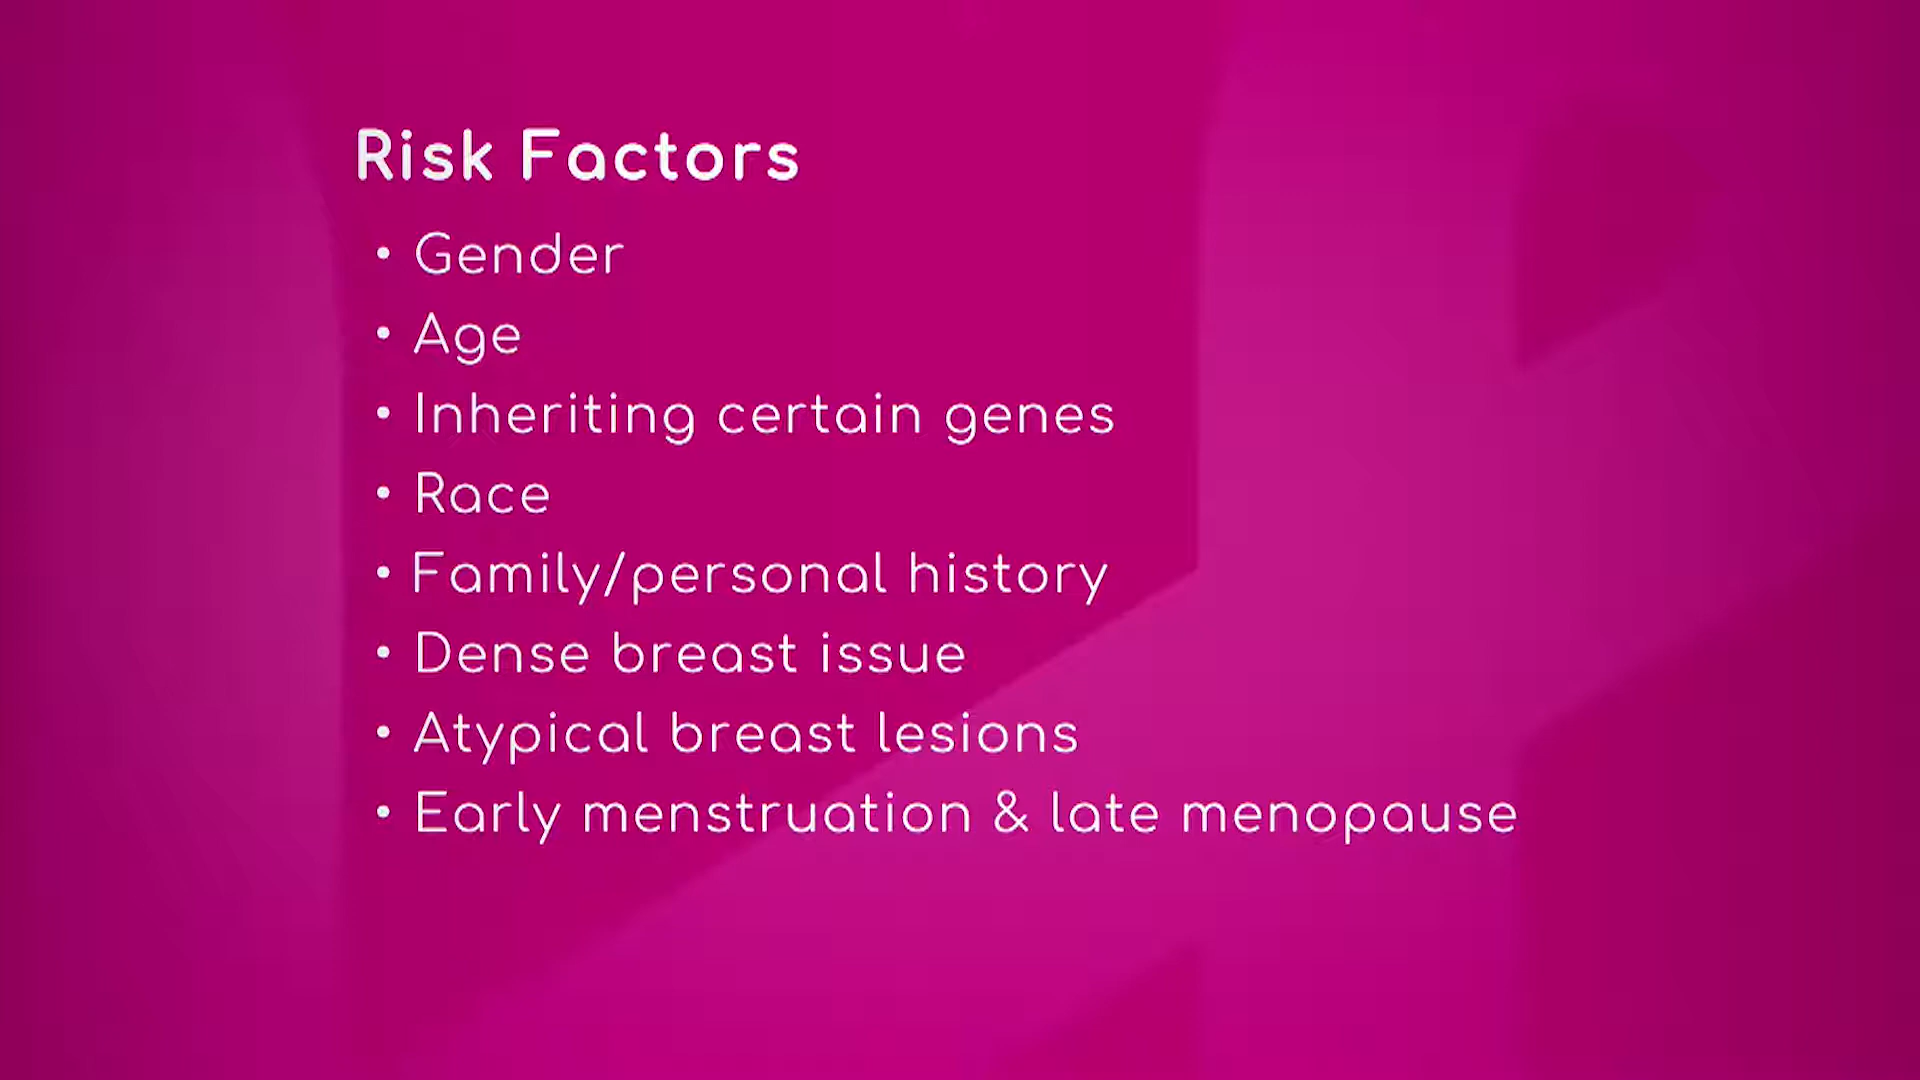 Risk Factors
• Gender
• Age
• Inheriting certain genes
• Race
• Family/personal history
• Dense breast issue
• Atypical breast lesions
• Early menstruation & late menopause